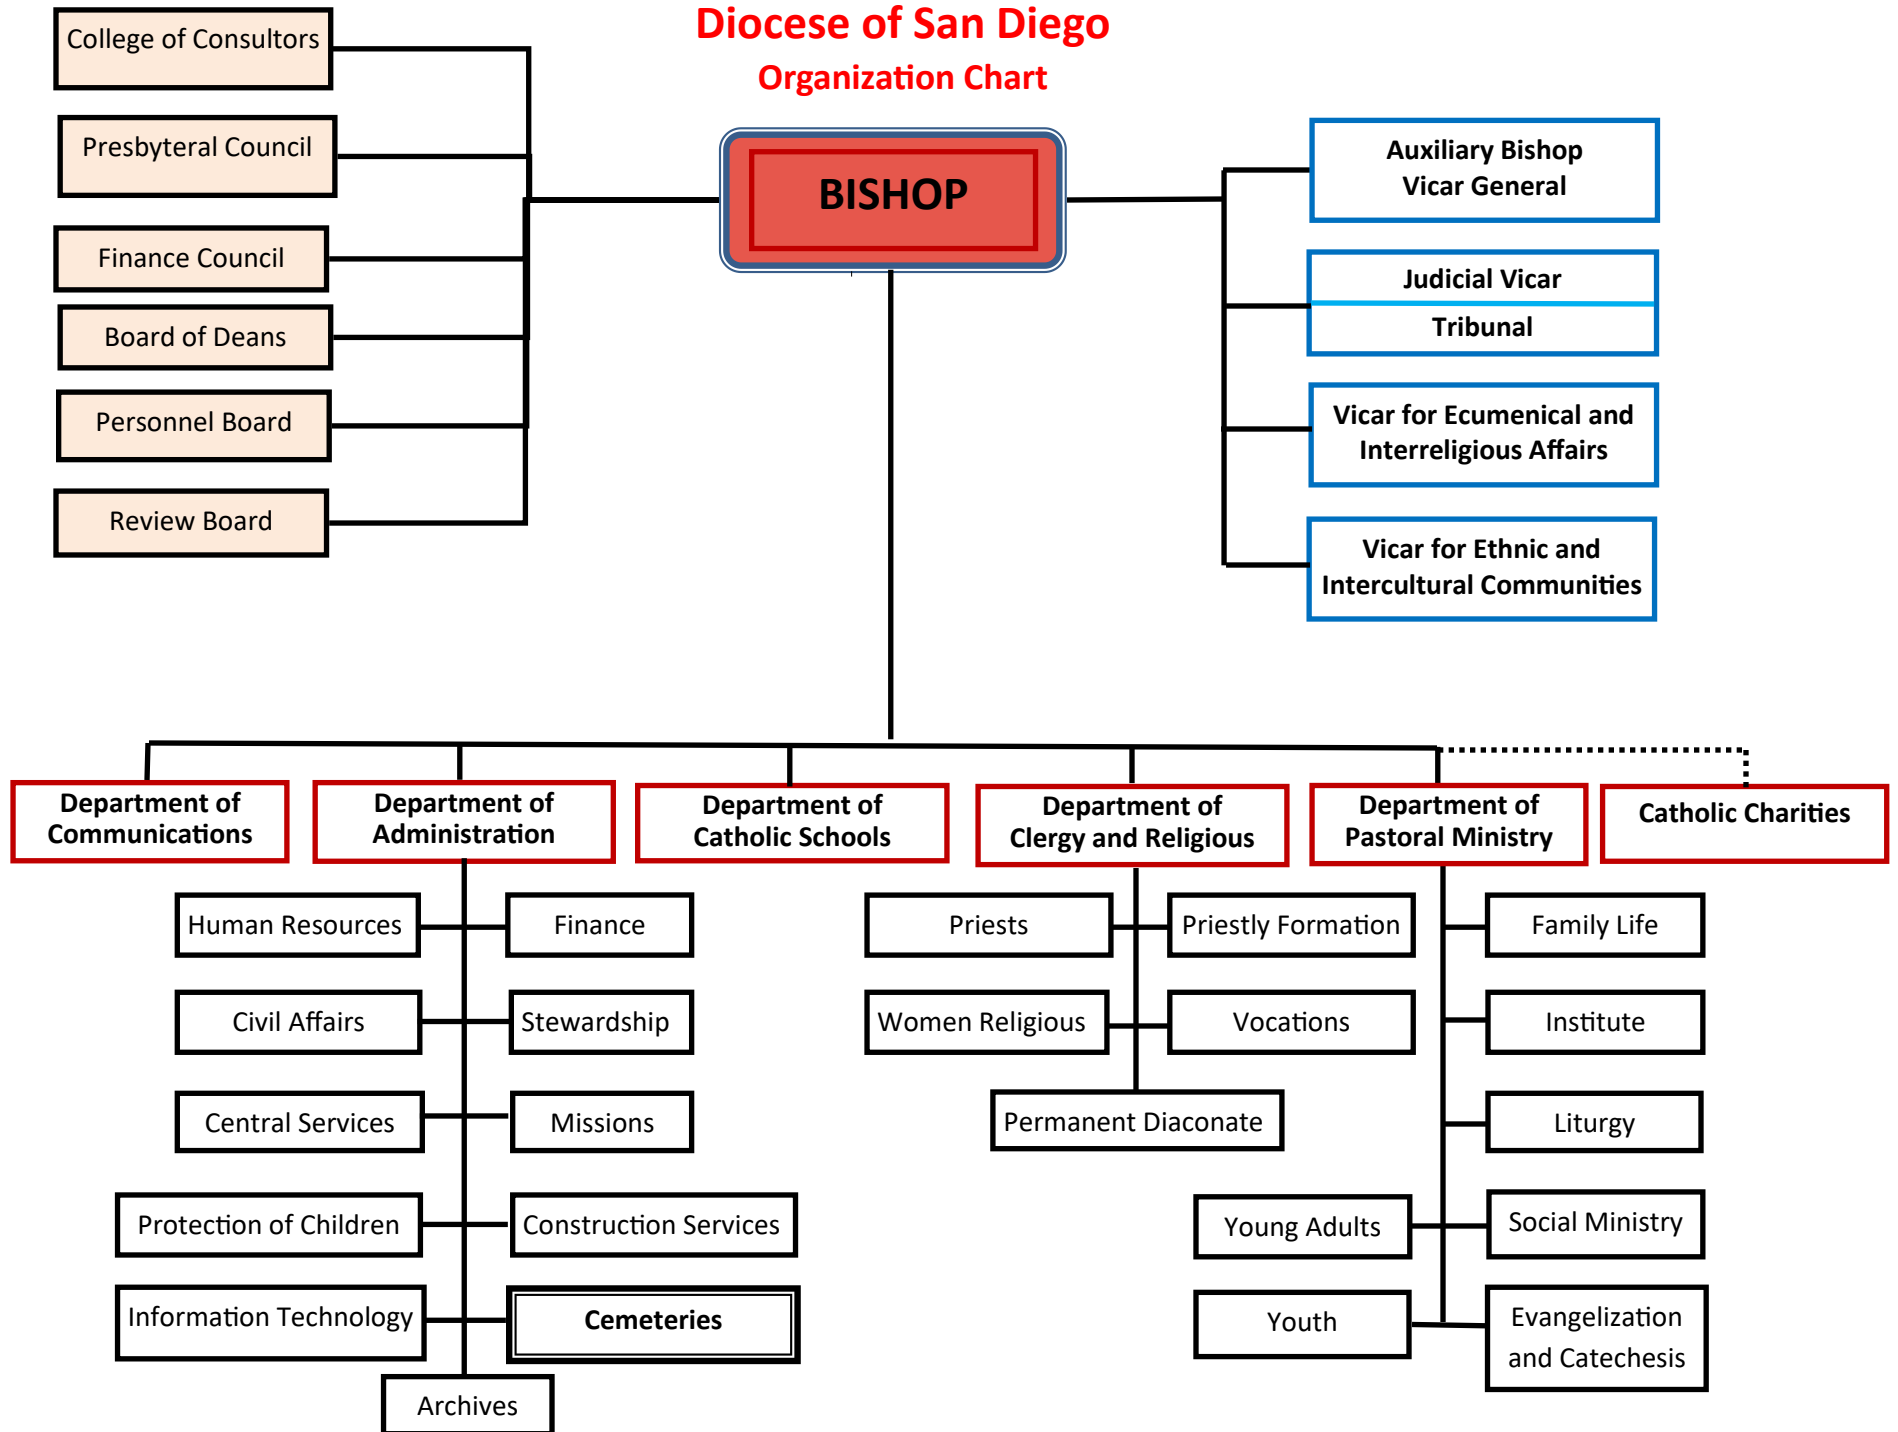 Diocese of San Diego
Organization Chart
College of Consultors
Presbyteral Council
Finance Council
Board of Deans
Personnel Board
Review Board
BISHOP
Auxiliary Bishop
Vicar General
Judicial Vicar
Tribunal
Vicar for Ecumenical and
Interreligious Affairs
Vicar for Ethnic and
Intercultural Communities
Department of
Communications
Department of
Administration
Department of
Catholic Schools
Department of
Clergy and Religious
Department of
Pastoral Ministry
Catholic Charities
Human Resources
Finance
Civil Affairs
Stewardship
Central Services
Missions
Protection of Children
Construction Services
Information Technology
Cemeteries
Archives
Priests
Priestly Formation
Women Religious
Vocations
Permanent Diaconate
Family Life
Institute
Liturgy
Young Adults
Social Ministry
Youth
Evangelization
and Catechesis